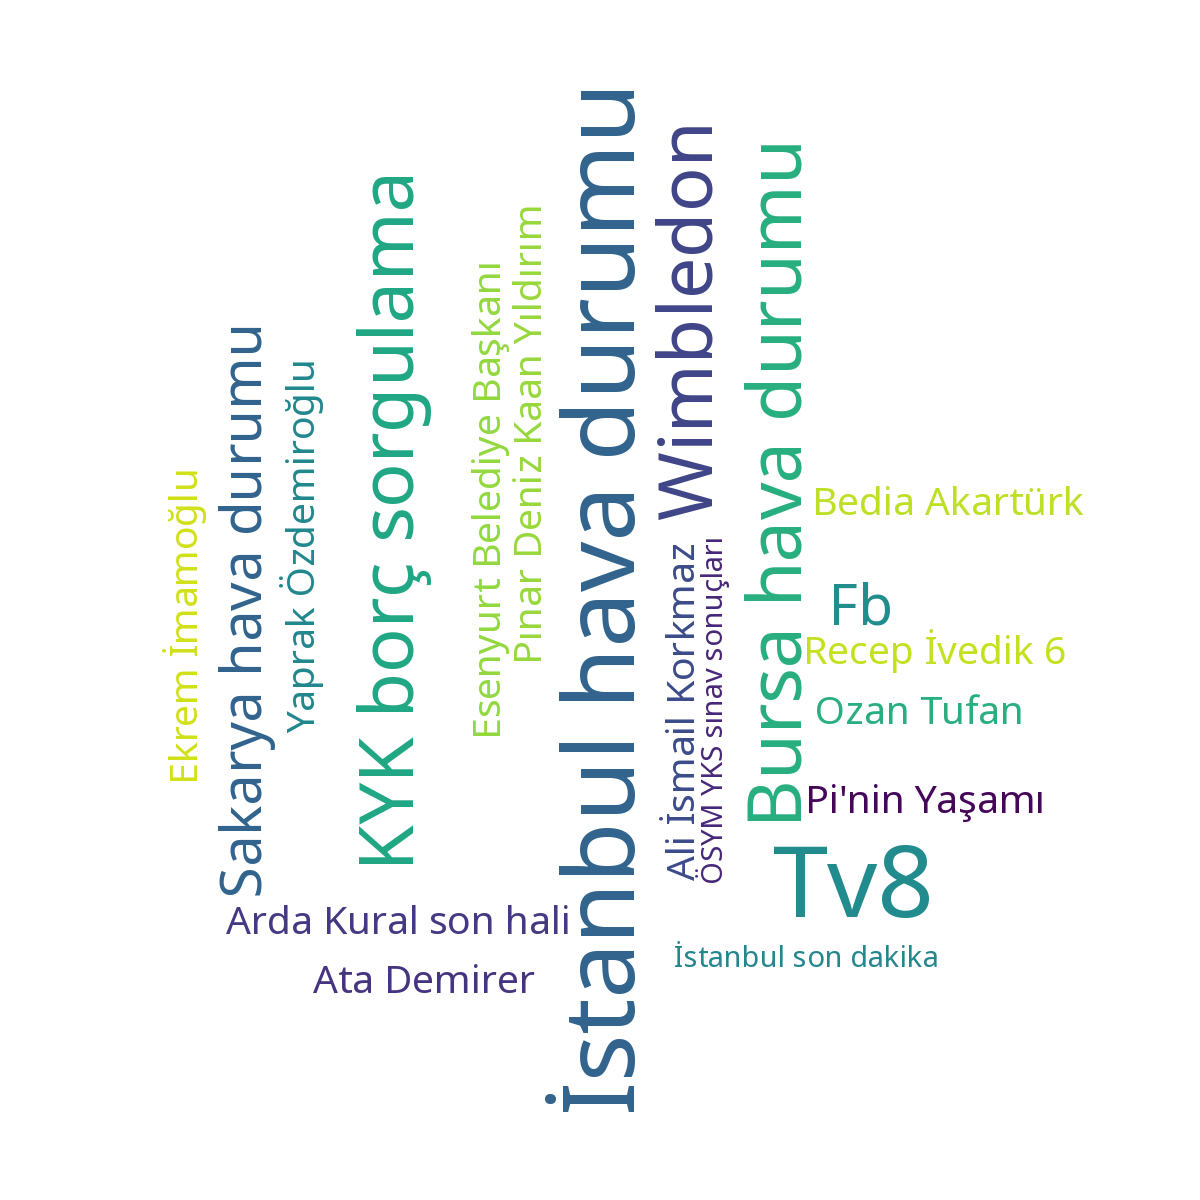 Ekrem İmamoğlu
Sakarya hava durumu
Yaprak Özdemiroğlu
KYK borç sorgulama
Esenyurt Belediye Başkanı
Pınar Deniz Kaan Yıldırım
İstanbul hava durumu
Wimbledon
Ali İsmail Korkmaz
ÖSYM YKS sınav sonuçları
Bursa hava durumu
Bedia Akartürk
Fb
Recep İvedik 6
Ozan Tufan
Pi'nin Yaşamı
Tv8
Arda Kural son hali
İstanbul son dakika
Ata Demirer